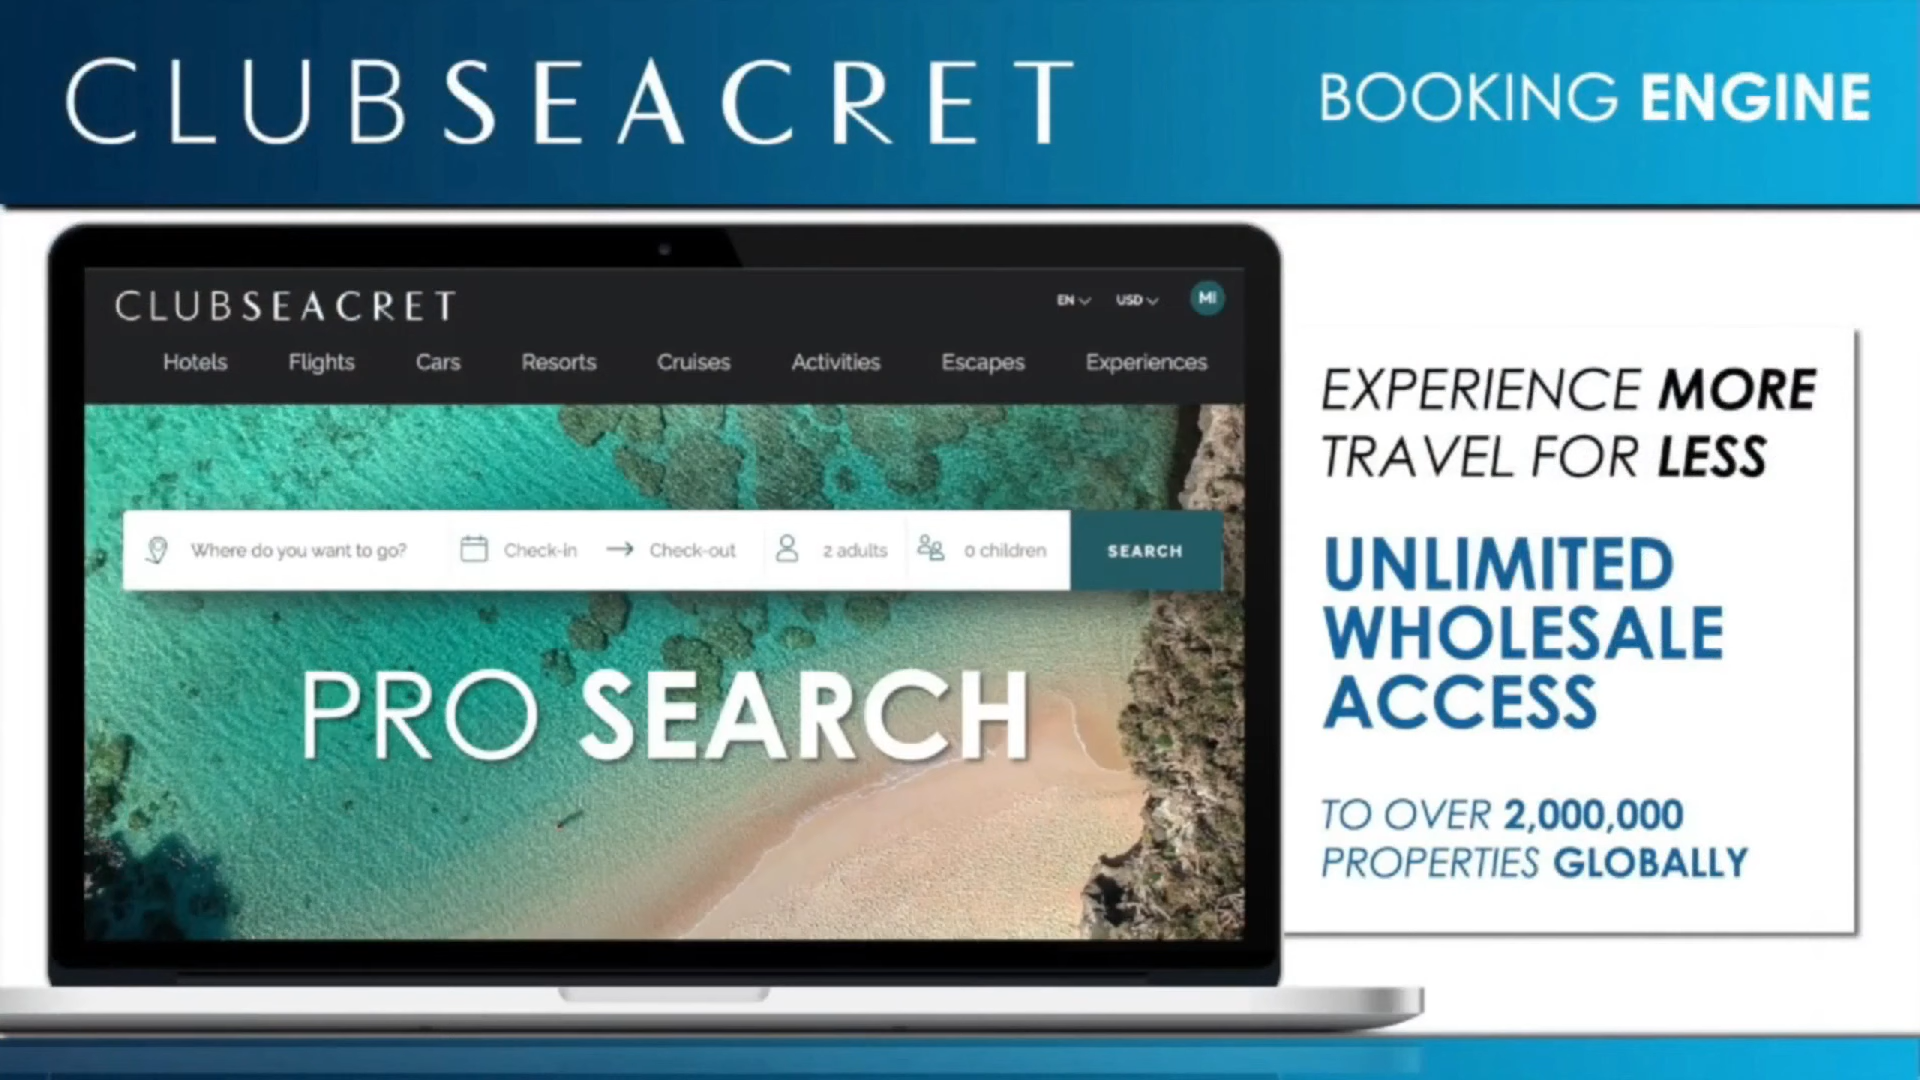 CLUBSEACRET
BOOKING ENGINE
CLUBSEACRET
EN
USD
MI
Hotels Flights Cars Resorts Cruises Activities Escapes Experiences
Where do you want to go? Check-in Check-out 2 adults 0 children SEARCH
PRO SEARCH
EXPERIENCE MORE
TRAVEL FOR LESS
UNLIMITED
WHOLESALE
ACCESS
TO OVER 2,000,000
PROPERTIES GLOBALLY